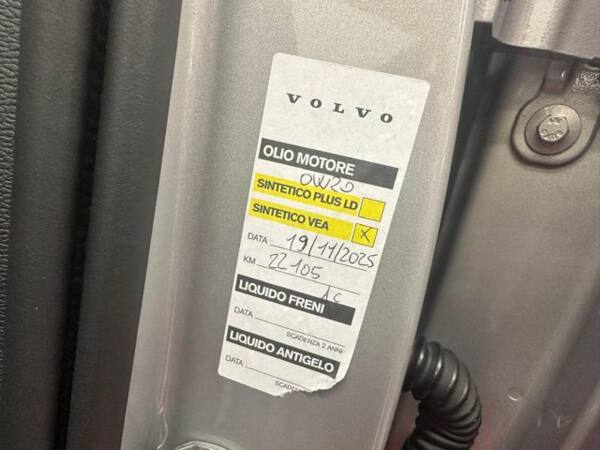 VOLVO
OLIO MOTORE
0W20
SINTETICO PLUS LD
SINTETICO VEA X
DATA 19/11/2025
KM 22105
LIQUIDO FRENI
DATA
SCADENZA 2 ANNI
LIQUIDO ANTIGELO
DATA